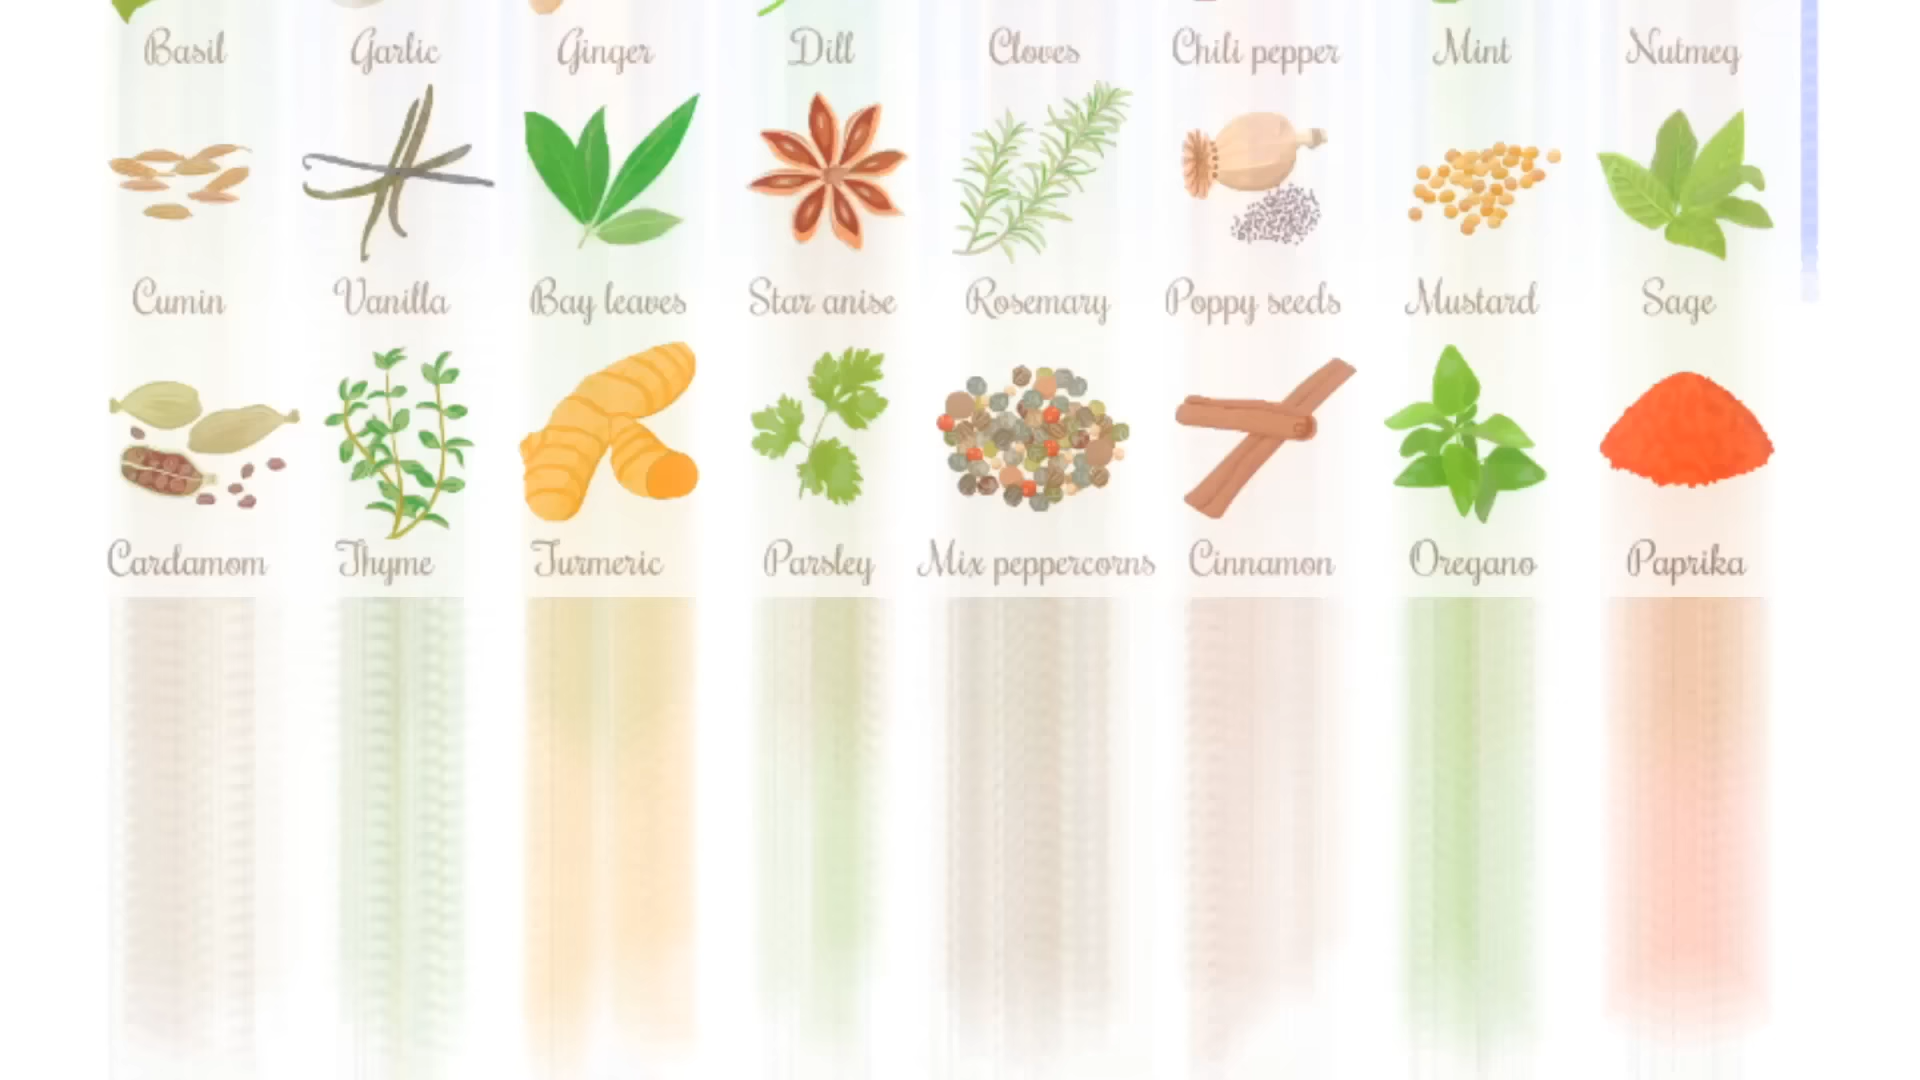 Basil Garlic Ginger Dill Cloves Chili pepper Mint Nutmeg
Cumin Vanilla Bay leaves Star anise Rosemary Poppy seeds Mustard Sage
Cardamom Thyme Turmeric Parsley Mix peppercorns Cinnamon Oregano Paprika